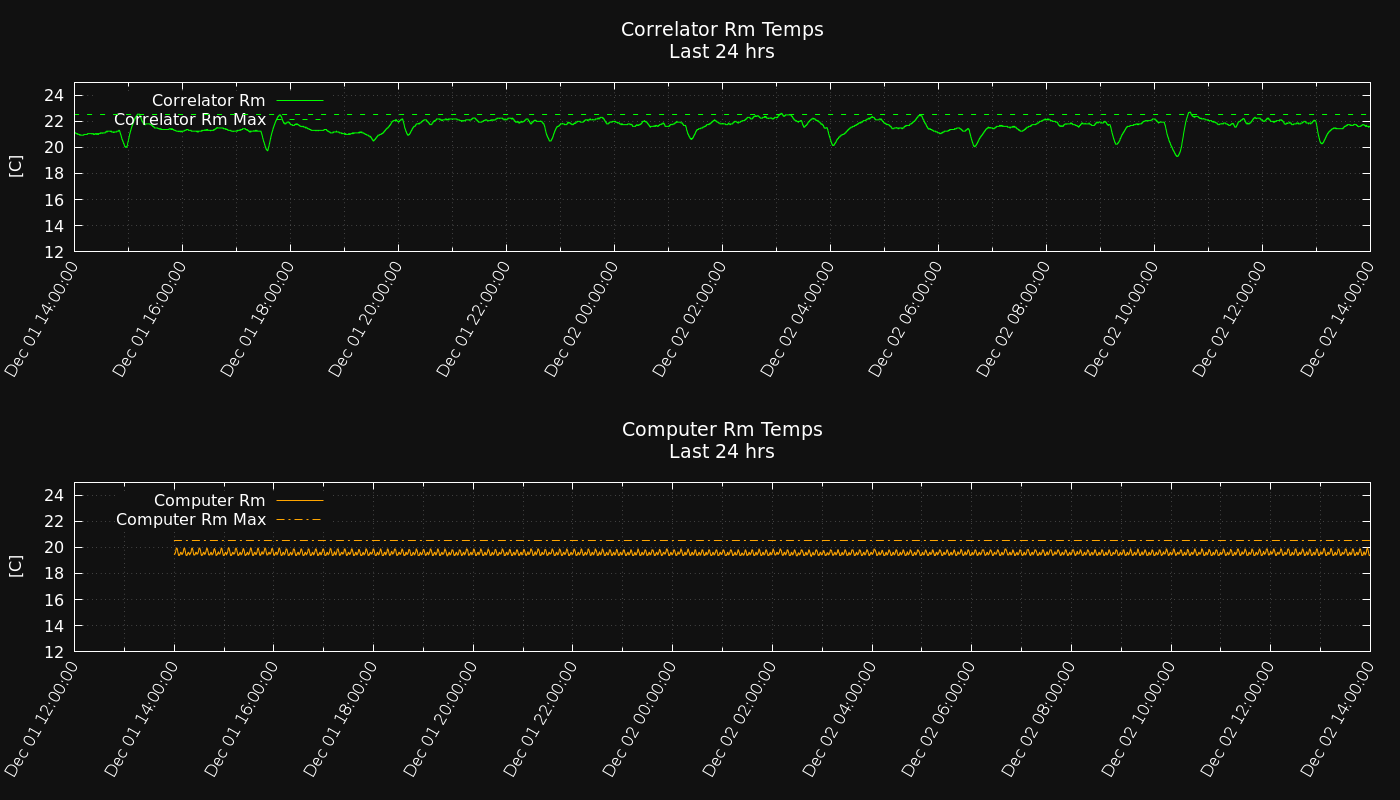 Correlator Rm Temps
Last 24 hrs
Correlator Rm
Correlator Rm Max
24
22
20
18
16
14
12
[C]
Dec 01 14:00:00
Dec 01 16:00:00
Dec 01 18:00:00
Dec 01 20:00:00
Dec 01 22:00:00
Dec 02 00:00:00
Dec 02 02:00:00
Dec 02 04:00:00
Dec 02 06:00:00
Dec 02 08:00:00
Dec 02 10:00:00
Dec 02 12:00:00
Dec 02 14:00:00
Computer Rm Temps
Last 24 hrs
Computer Rm
Computer Rm Max
24
22
20
18
16
14
12
[C]
Dec 01 12:00:00
Dec 01 14:00:00
Dec 01 16:00:00
Dec 01 18:00:00
Dec 01 20:00:00
Dec 01 22:00:00
Dec 02 00:00:00
Dec 02 02:00:00
Dec 02 04:00:00
Dec 02 06:00:00
Dec 02 08:00:00
Dec 02 10:00:00
Dec 02 12:00:00
Dec 02 14:00:00